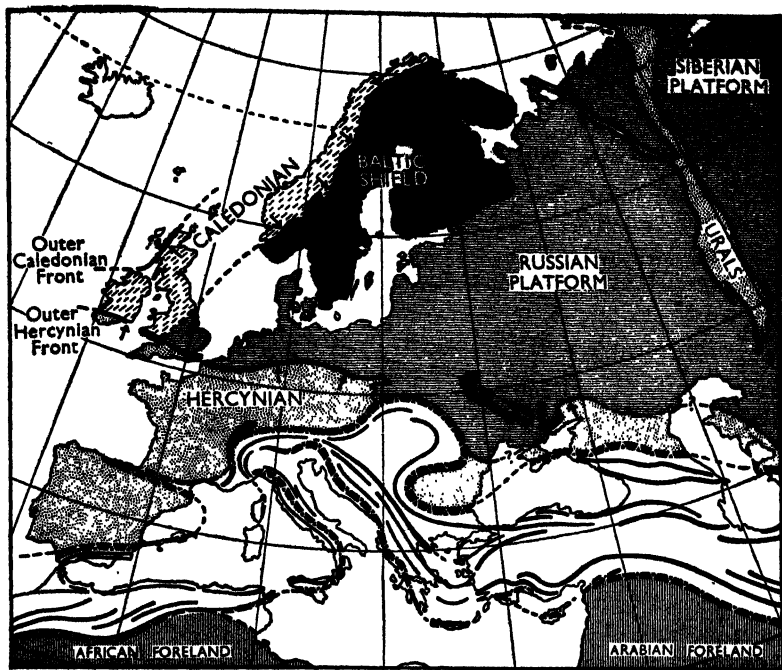 SIBERIAN
PLATFORM
BALTIC
SHIELD
CALEDONIAN
Outer
Caledonian
Front
URALS
RUSSIAN
PLATFORM
Outer
Hercynian
Front
HERCYNIAN
AFRICAN FORELAND
ARABIAN FORELAND